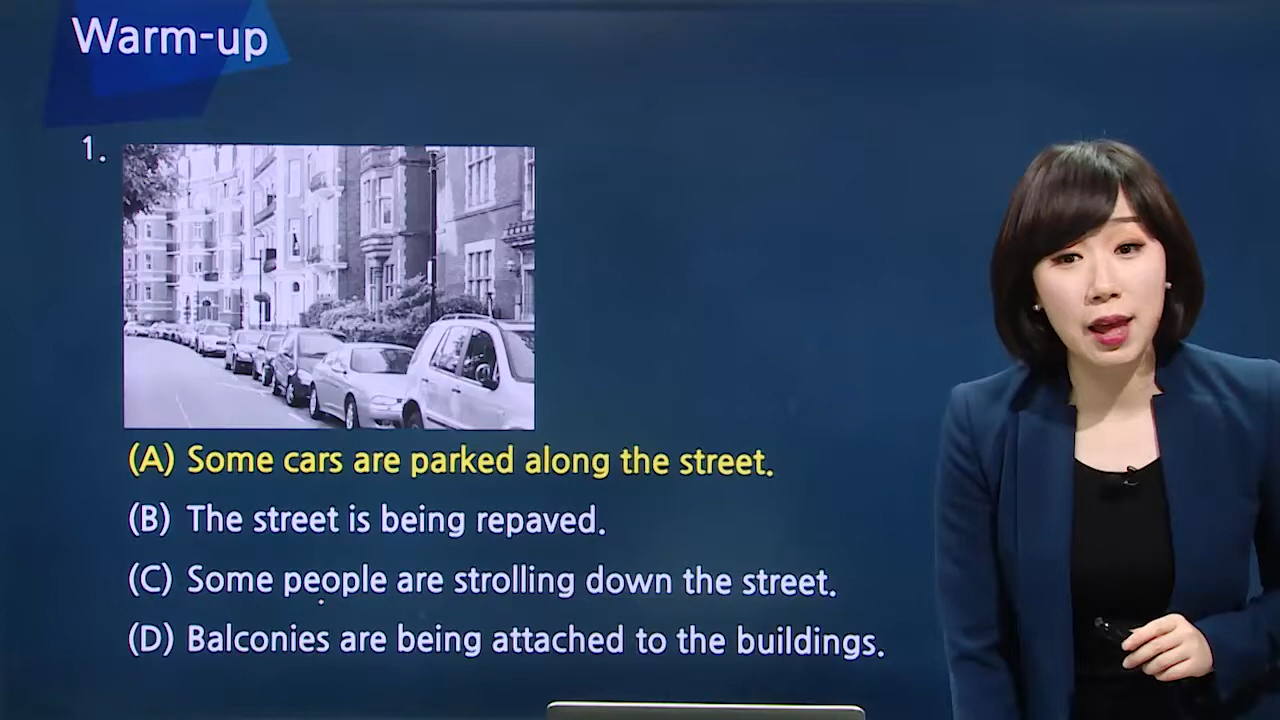 Warm-up
1.
(A) Some cars are parked along the street.
(B) The street is being repaved.
(C) Some people are strolling down the street.
(D) Balconies are being attached to the buildings.